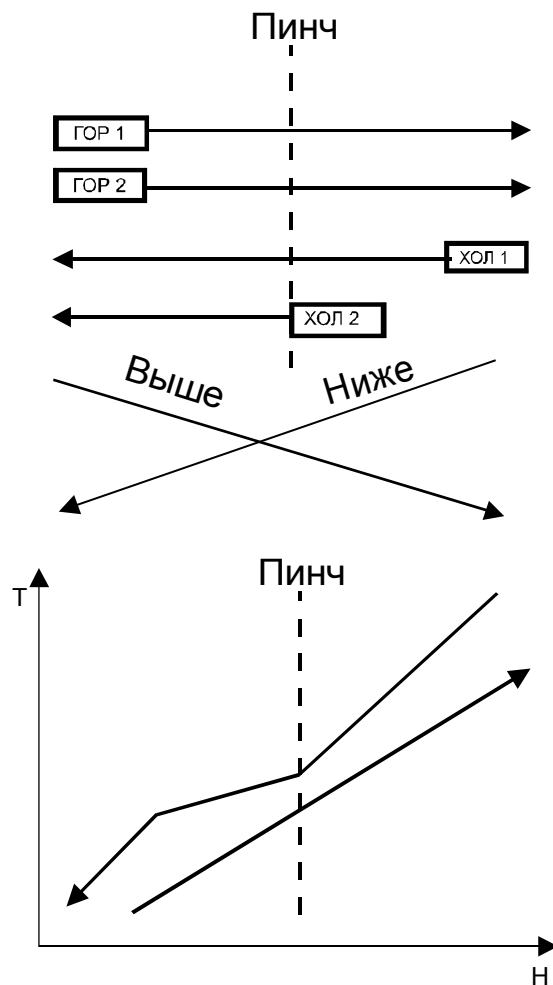 Пинч
ГОР 1
ГОР 2
ХОЛ 1
ХОЛ 2
Выше
Ниже
Пинч
T
H